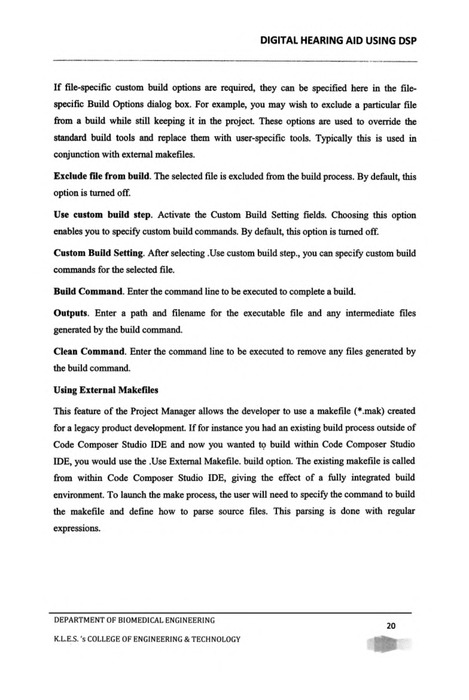 DIGITAL HEARING AID USING DSP
If file-specific custom build options are required, they can be specified here in the file-
specific Build Options dialog box. For example, you may wish to exclude a particular file
from a build while still keeping it in the project. These options are used to override the
standard build tools and replace them with user-specific tools. Typically this is used in
conjunction with external makefiles.
Exclude file from build. The selected file is excluded from the build process. By default, this
option is turned off.
Use custom build step. Activate the Custom Build Setting fields. Choosing this option
enables you to specify custom build commands. By default, this option is turned off.
Custom Build Setting. After selecting .Use custom build step., you can specify custom build
commands for the selected file.
Build Command. Enter the command line to be executed to complete a build.
Outputs. Enter a path and filename for the executable file and any intermediate files
generated by the build command.
Clean Command. Enter the command line to be executed to remove any files generated by
the build command.
Using External Makefiles
This feature of the Project Manager allows the developer to use a makefile (*.mak) created
for a legacy product development. If for instance you had an existing build process outside of
Code Composer Studio IDE and now you wanted to build within Code Composer Studio
IDE, you would use the .Use External Makefile. build option. The existing makefile is called
from within Code Composer Studio IDE, giving the effect of a fully integrated build
environment. To launch the make process, the user will need to specify the command to build
the makefile and define how to parse source files. This parsing is done with regular
expressions.
DEPARTMENT OF BIOMEDICAL ENGINEERING
20
K.L.E.S. 's COLLEGE OF ENGINEERING & TECHNOLOGY